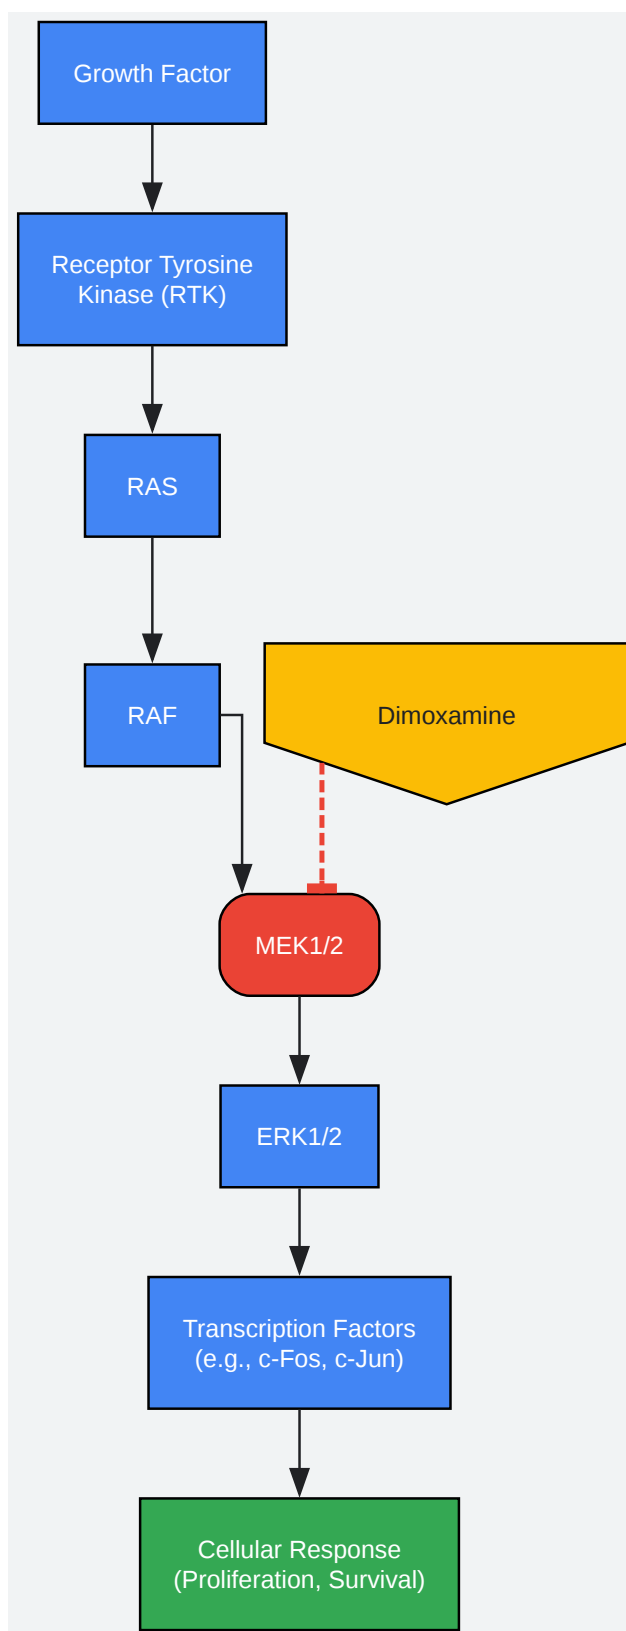 Growth Factor
Receptor Tyrosine
Kinase (RTK)
RAS
RAF
Dimoxamine
MEK1/2
ERK1/2
Transcription Factors
(e.g., c-Fos, c-Jun)
Cellular Response
(Proliferation, Survival)